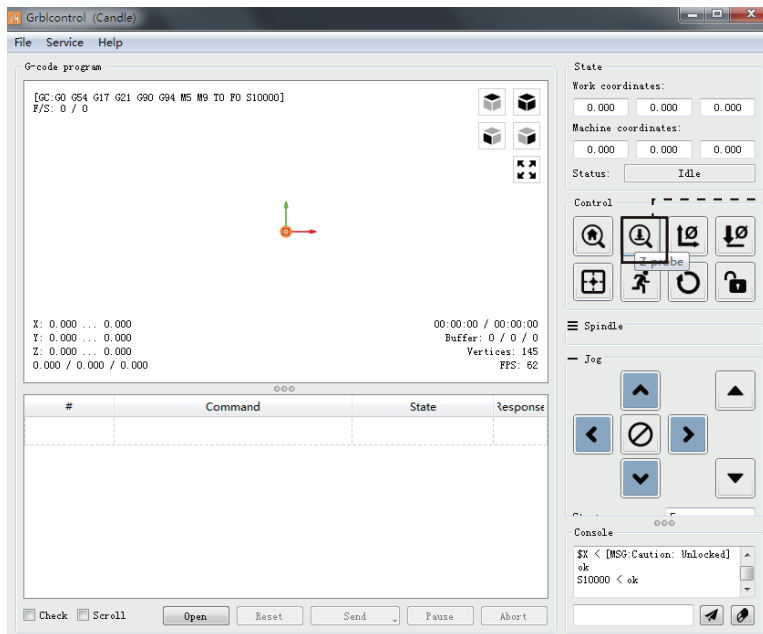 Grblcontrol (Candle)
File Service Help
G-code program
[GC:G0 G54 G17 G21 G90 G94 M5 M9 T0 F0 S10000]
F/S: 0 / 0
X: 0.000 ... 0.000
Y: 0.000 ... 0.000
Z: 0.000 ... 0.000
0.000 / 0.000 / 0.000
00:00:00 / 00:00:00
Buffer: 0 / 0 / 0
Vertices: 145
FPS: 62
# Command State Response
Check Scroll Open Reset Send Pause Abort
State
Work coordinates:
0.000 0.000 0.000
Machine coordinates:
0.000 0.000 0.000
Status: Idle
Control
Z-probe
Spindle
Jog
Console
$X < [MSG:Caution: Unlocked]
ok
S10000 < ok